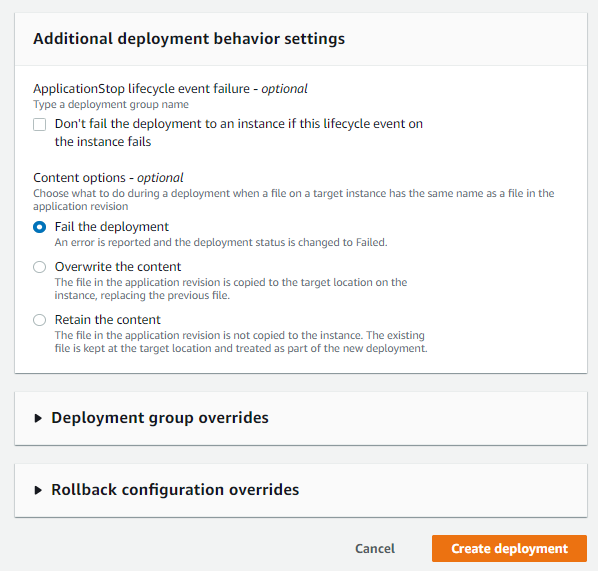 Additional deployment behavior settings
ApplicationStop lifecycle event failure - optional
Type a deployment group name
Don't fail the deployment to an instance if this lifecycle event on
the instance fails
Content options - optional
Choose what to do during a deployment when a file on a target instance has the same name as a file in the
application revision
Fail the deployment
An error is reported and the deployment status is changed to Failed.
Overwrite the content
The file in the application revision is copied to the target location on the
instance, replacing the previous file.
Retain the content
The file in the application revision is not copied to the instance. The existing
file is kept at the target location and treated as part of the new deployment.
Deployment group overrides
Rollback configuration overrides
Cancel
Create deployment